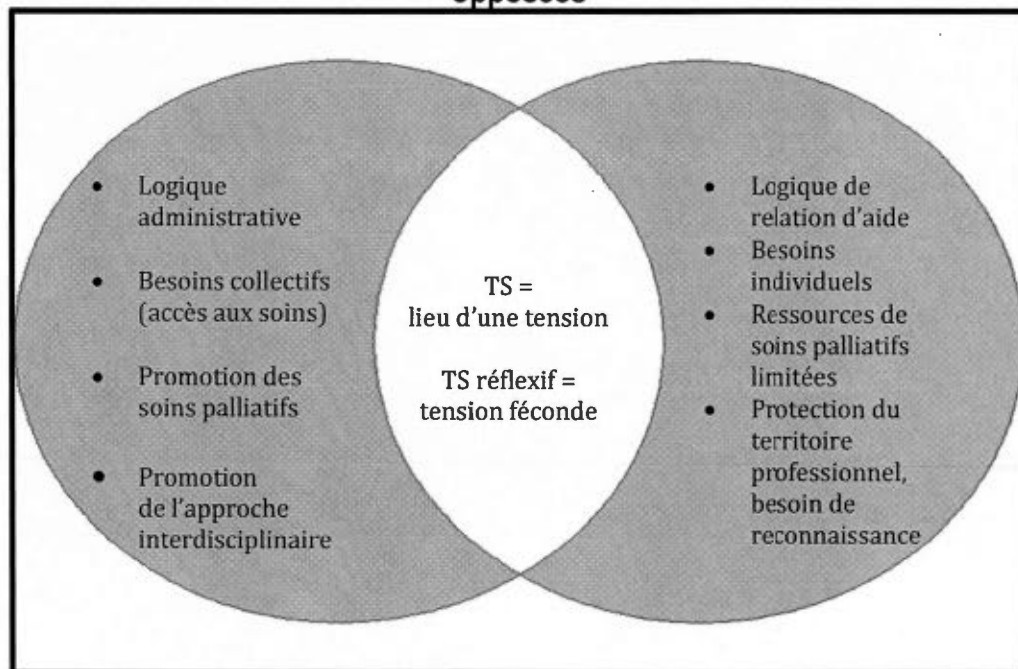 • Logique
administrative
• Besoins collectifs
(accès aux soins)
• Promotion des
soins palliatifs
• Promotion
de l'approche
interdisciplinaire
TS =
lieu d'une tension
TS réflexif =
tension féconde
• Logique de
relation d'aide
• Besoins
individuels
• Ressources de
soins palliatifs
limitées
• Protection du
territoire
professionnel,
besoin de
reconnaissance